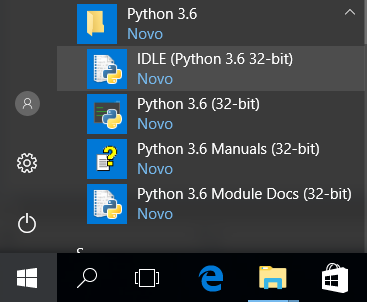 Python 3.6
Novo
IDLE (Python 3.6 32-bit)
Novo
Python 3.6 (32-bit)
Novo
Python 3.6 Manuals (32-bit)
Novo
Python 3.6 Module Docs (32-bit)
Novo